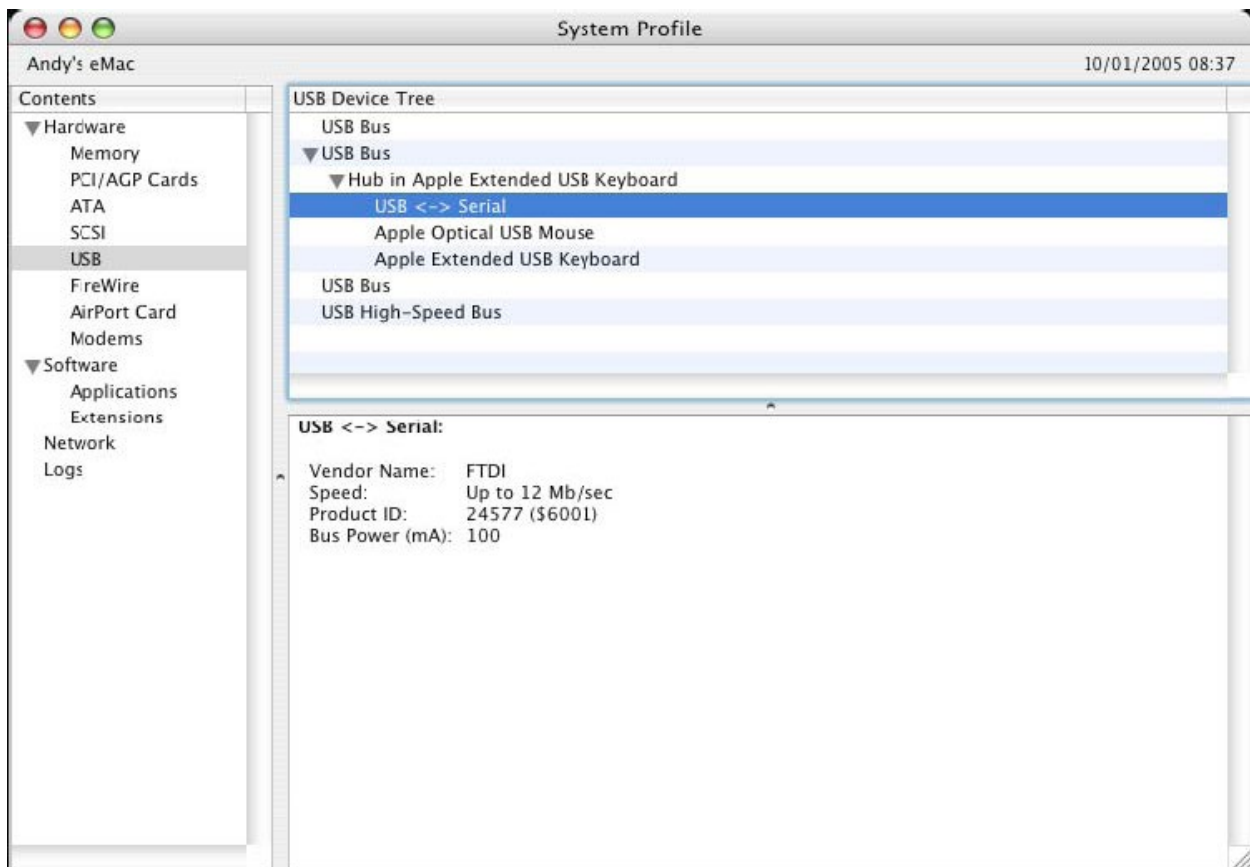 System Profile
Andy's eMac
10/01/2005 08:37
Contents
Hardware
Memory
PCI/AGP Cards
ATA
SCSI
USB
FireWire
AirPort Card
Modems
Software
Applications
Extensions
Network
Logs
USB Device Tree
USB Bus
USB Bus
Hub in Apple Extended USB Keyboard
USB <-> Serial
Apple Optical USB Mouse
Apple Extended USB Keyboard
USB Bus
USB High-Speed Bus
USB <-> Serial:
Vendor Name: FTDI
Speed: Up to 12 Mb/sec
Product ID: 24577 ($6001)
Bus Power (mA): 100